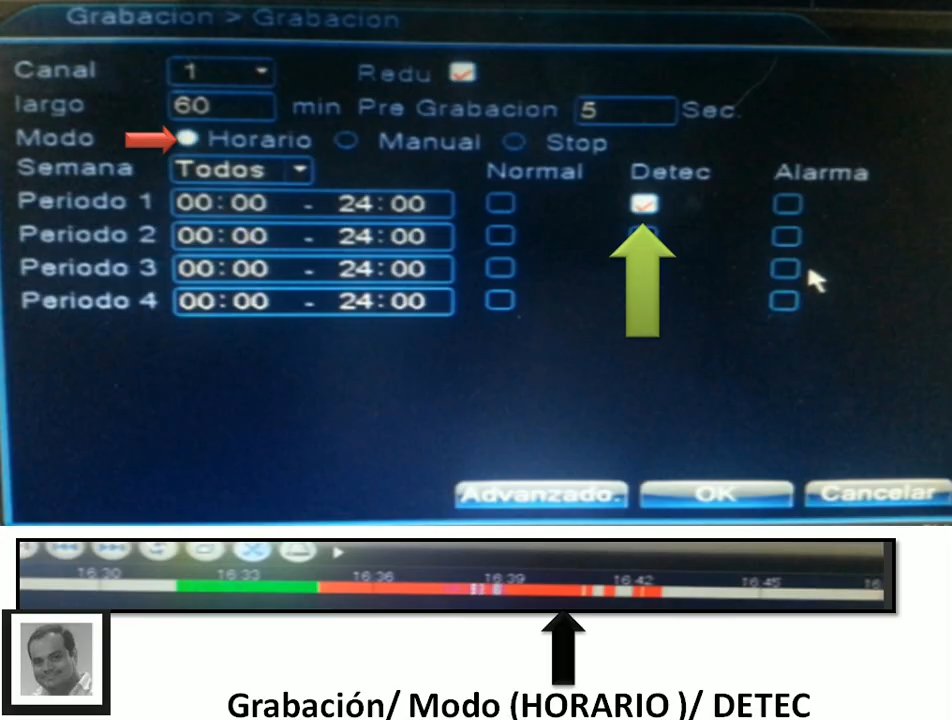 Grabacion > Grabacion
Canal 1 Redu
largo 60 min Pre Grabacion 5 Sec.
Modo Horario Manual Stop
Semana Todos Normal Detec Alarma
Periodo 1 00:00 - 24:00
Periodo 2 00:00 - 24:00
Periodo 3 00:00 - 24:00
Periodo 4 00:00 - 24:00
Advanzado. OK Cancelar
16:30 16:33 16:36 16:39 16:42 16:45 16
Grabación/ Modo (HORARIO )/ DETEC